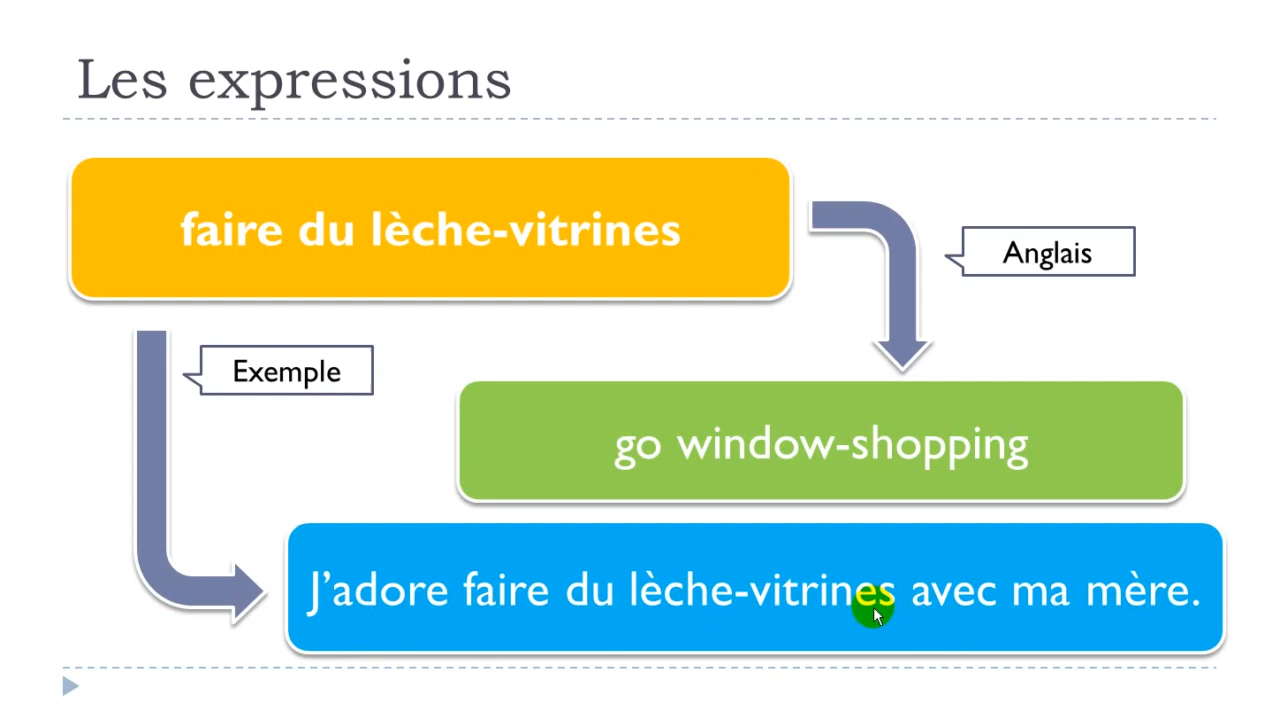 Les expressions
faire du lèche-vitrines
Anglais
Exemple
go window-shopping
J’adore faire du lèche-vitrines avec ma mère.